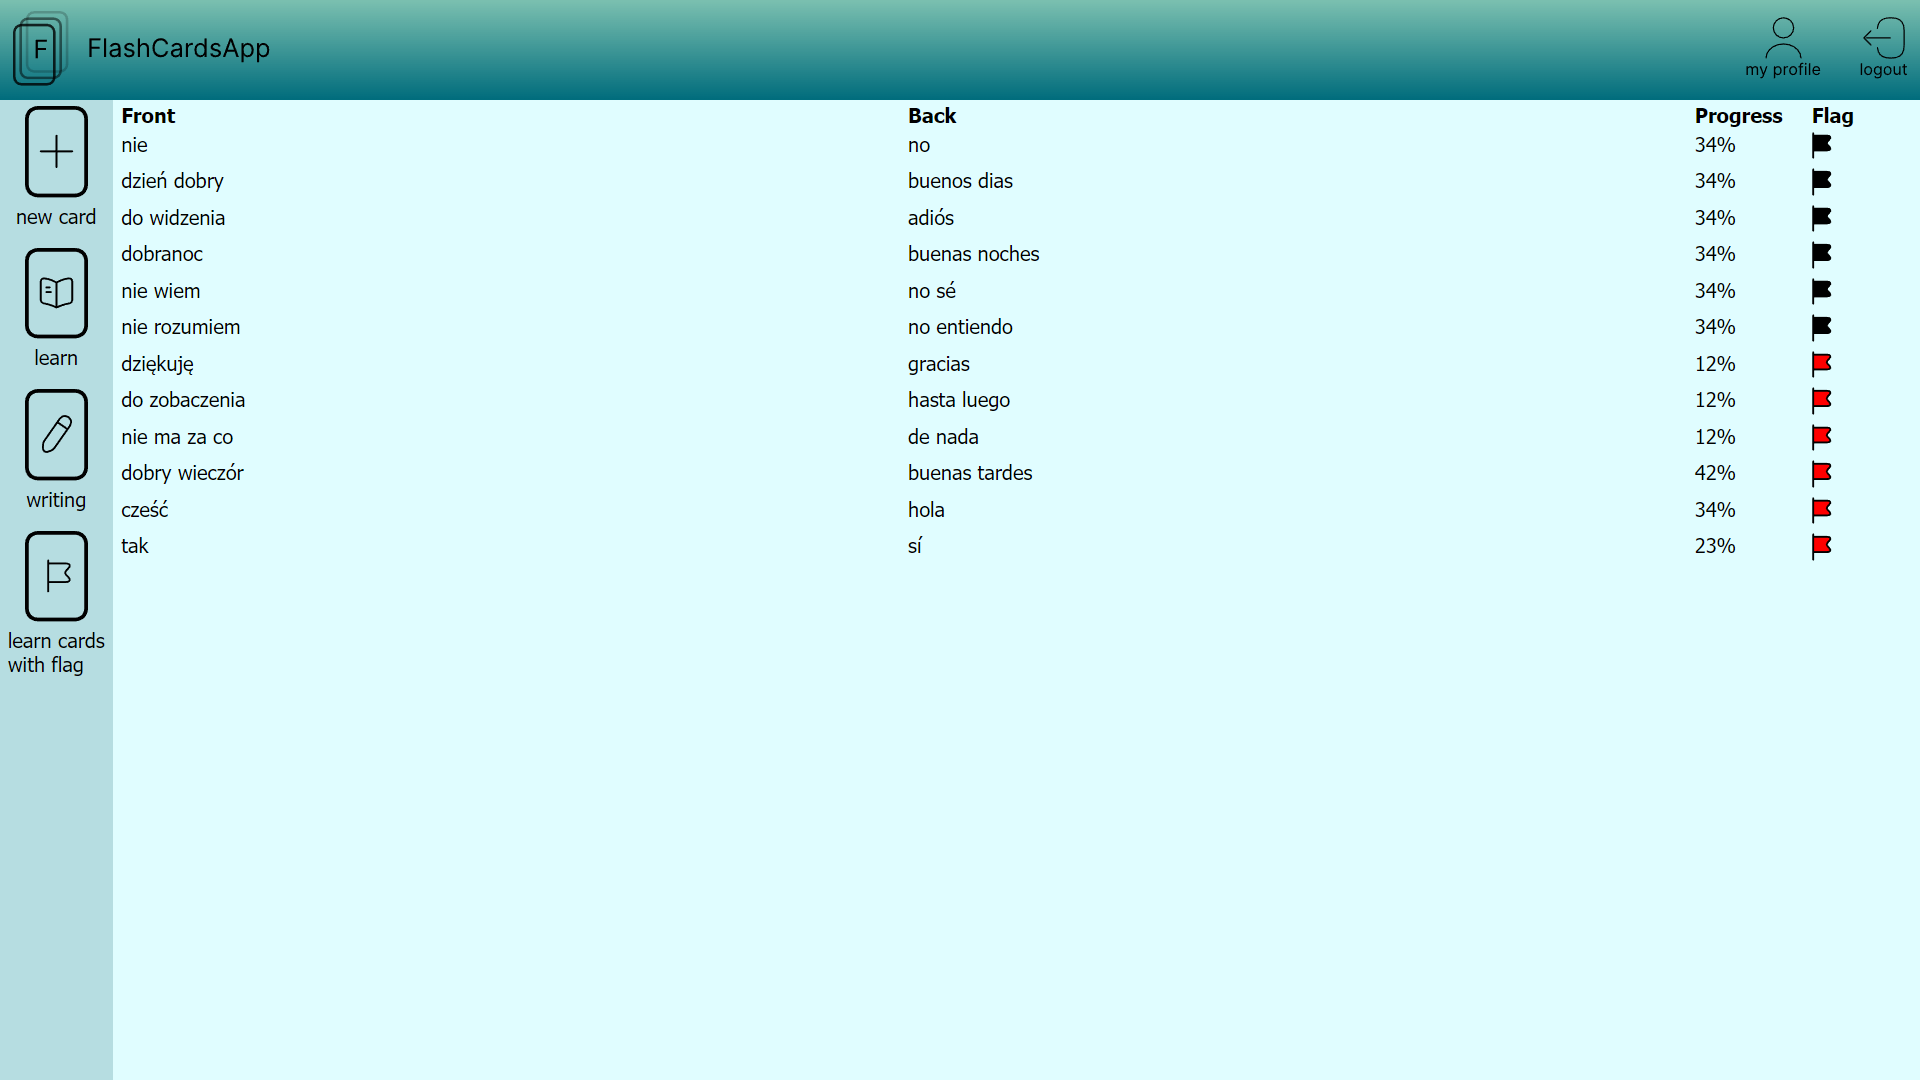 F FlashCardsApp my profile logout
new card
learn
writing
learn cards
with flag
Front Back Progress Flag
nie no 34%
dzień dobry buenos dias 34%
do widzenia adiós 34%
dobranoc buenas noches 34%
nie wiem no sé 34%
nie rozumiem no entiendo 34%
dziękuję gracias 12%
do zobaczenia hasta luego 12%
nie ma za co de nada 12%
dobry wieczór buenas tardes 42%
cześć hola 34%
tak sí 23%